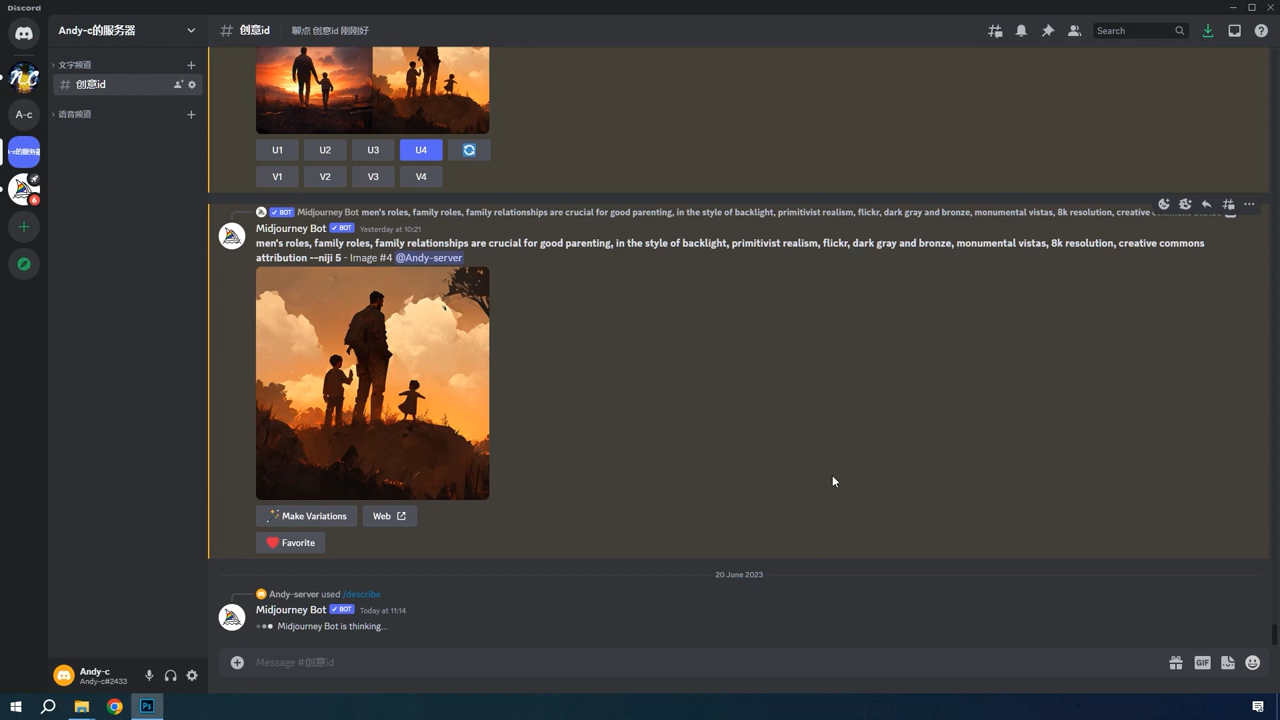 Discord
Andy-c的服务器
创意id
聊点 创意id 刚刚好
Search
文字频道
创意id
语音频道
A-c
U1
U2
U3
U4
V1
V2
V3
V4
BOT Midjourney Bot men's roles, family roles, family relationships are crucial for good parenting, in the style of backlight, primitivist realism, flickr, dark gray and bronze, monumental vistas, 8k resolution, creative
Midjourney Bot BOT Yesterday at 10:21
men's roles, family roles, family relationships are crucial for good parenting, in the style of backlight, primitivist realism, flickr, dark gray and bronze, monumental vistas, 8k resolution, creative commons
attribution --niji 5 - Image #4 @Andy-server
Make Variations
Web
Favorite
20 June 2023
Andy-server used /describe
Midjourney Bot BOT Today at 11:14
Midjourney Bot is thinking...
Message #创意id
GIF
Andy-c
Andy-c#2433
6
Ps